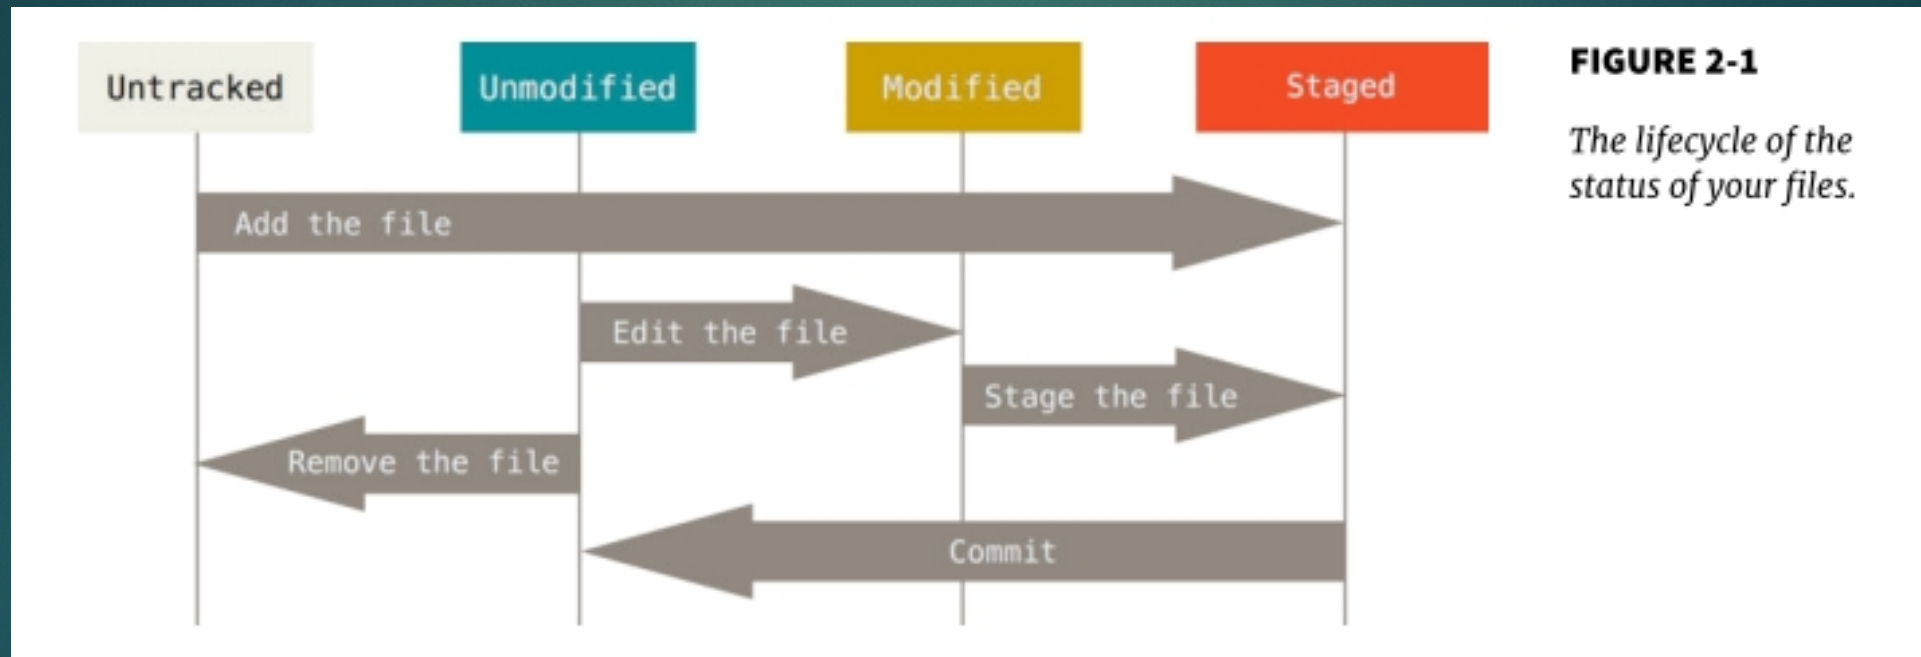 Untracked
Unmodified
Modified
Staged
Add the file
Edit the file
Stage the file
Remove the file
Commit
FIGURE 2-1
The lifecycle of the
status of your files.